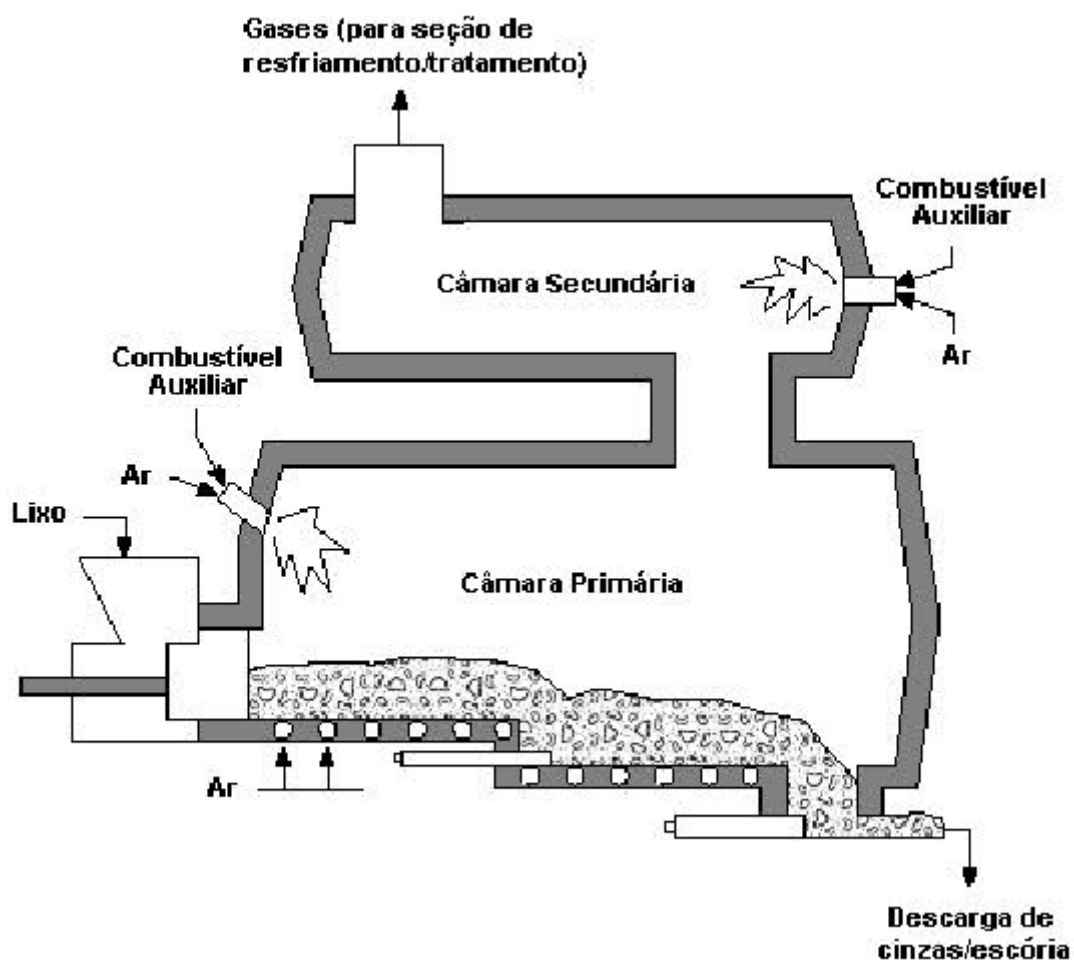 Gases (para seção de
resfriamento/tratamento)
Combustível
Auxiliar
Câmara Secundária
Ar
Combustível
Auxiliar
Ar
Lixo
Câmara Primária
Ar
Descarga de
cinzas/escória